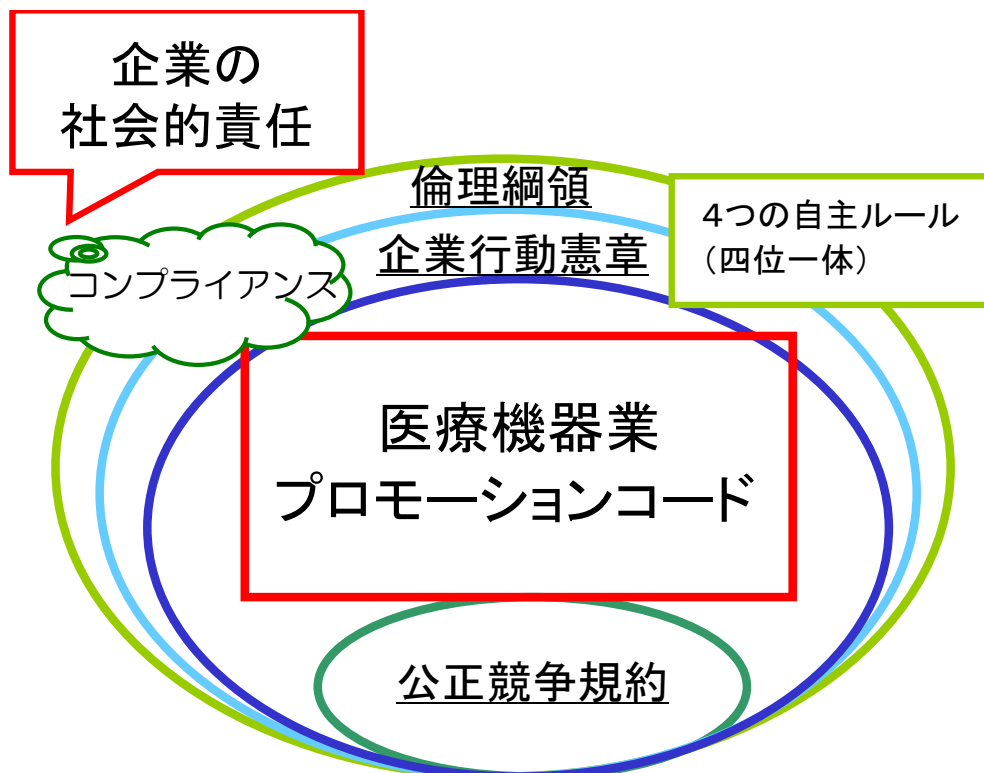 企業の
社会的責任
倫理綱領
4つの自主ルール
（四位一体）
企業行動憲章
コンプライアンス
医療機器業
プロモーションコード
公正競争規約